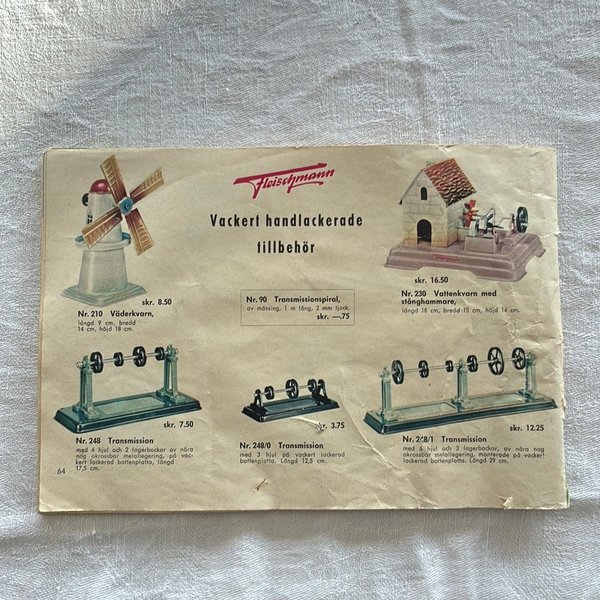 Fleischmann
Vackert handlackerade
tillbehör
skr. 8.50
Nr. 210 Väderkvarn,
längd 9 cm, bredd
14 cm, höjd 18 cm.
Nr. 90 Transmissionspiral,
av mässing, 1 m lång, 2 mm tjock.
skr. —.75
skr. 16.50
Nr. 230 Vattenkvarn med
stånghammare,
längd 18 cm, bredd 15 cm, höjd 14 cm.
skr. 7.50
Nr. 248 Transmission
med 4 hjul och 2 lagerbockar av nära
nog okrossbar metallegering, på vac-
kert lackerad bottenplatta, längd
17,5 cm.
skr. 3.75
Nr. 248/0 Transmission
med 3 hjul på vackert lackerad
bottenplatta. Längd 12,5 cm.
skr. 12.25
Nr. 248/1 Transmission
med 6 hjul och 3 lagerbockar, av nära nog
okrossbar metallegering, monterade på vackert
lackerad bottenplatta. Längd 29 cm.
64